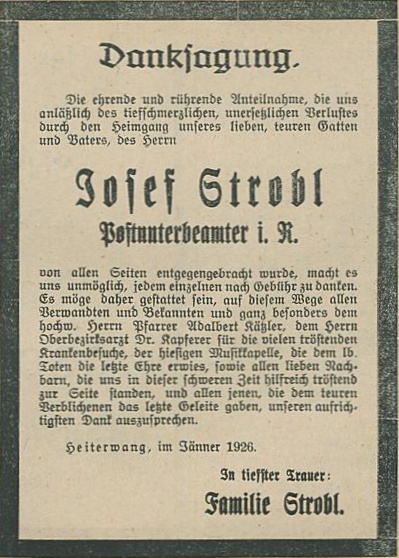 Danksagung.
Die ehrende und rührende Anteilnahme, die uns
anläßlich des tiefschmerzlichen, unersetzlichen Verlustes
durch den Heimgang unseres lieben, teuren Gatten
und Vaters, des Herrn
Josef Strobl
Postunterbeamter i. R.
von allen Seiten entgegengebracht wurde, macht es
uns unmöglich, jedem einzelnen nach Gebühr zu danken.
Es möge daher gestattet sein, auf diesem Wege allen
Verwandten und Bekannten und ganz besonders dem
hochw. Herrn Pfarrer Adalbert Käßler, dem Herrn
Oberbezirksarzt Dr. Kapferer für die vielen tröstenden
Krankenbesuche, der hiesigen Musikkapelle, die dem lb.
Toten die letzte Ehre erwies, sowie allen lieben Nach-
barn, die uns in dieser schweren Zeit hilfreich tröstend
zur Seite standen, und allen jenen, die dem teuren
Verblichenen das letzte Geleite gaben, unseren aufrich-
tigsten Dank auszusprechen.
Heiterwang, im Jänner 1926.
In tiefster Trauer:
Familie Strobl.